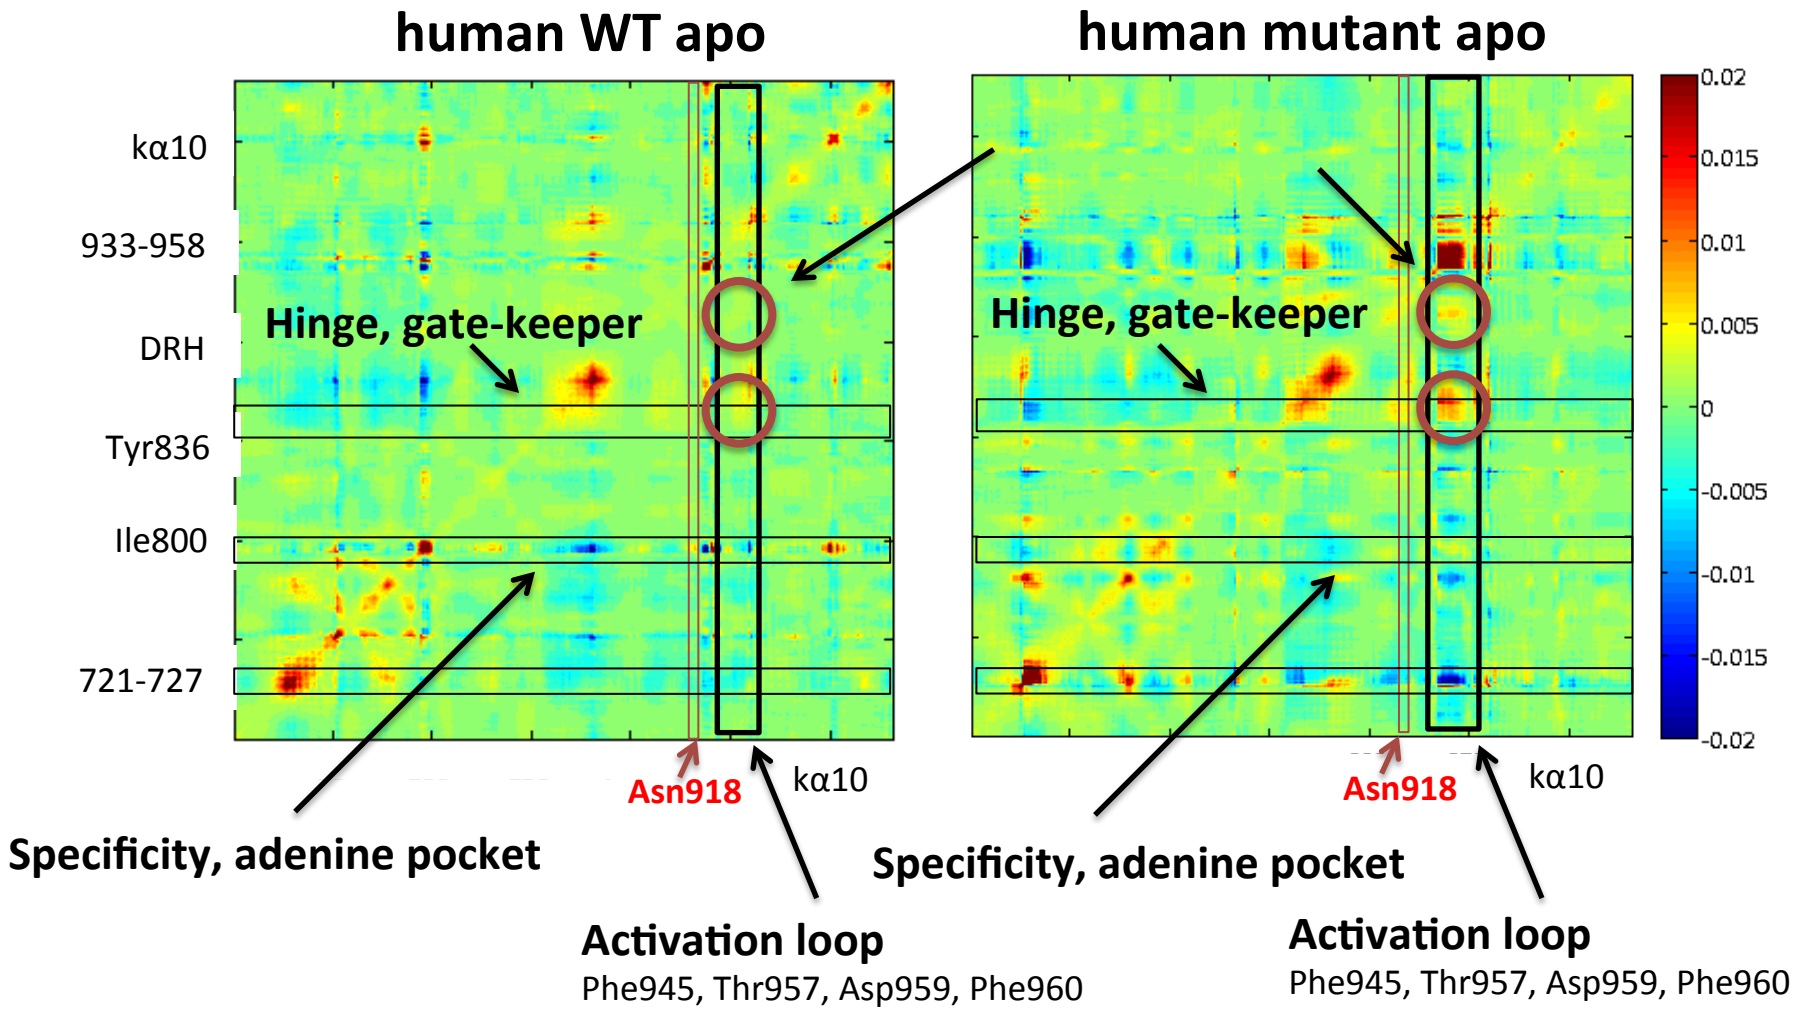 human WT apo
human mutant apo
kα10
933-958
DRH
Tyr836
Ile800
721-727
Hinge, gate-keeper
Hinge, gate-keeper
0.02
0.015
0.01
0.005
0
-0.005
-0.01
-0.015
-0.02
Asn918
kα10
Asn918
kα10
Specificity, adenine pocket
Specificity, adenine pocket
Activation loop
Phe945, Thr957, Asp959, Phe960
Activation loop
Phe945, Thr957, Asp959, Phe960